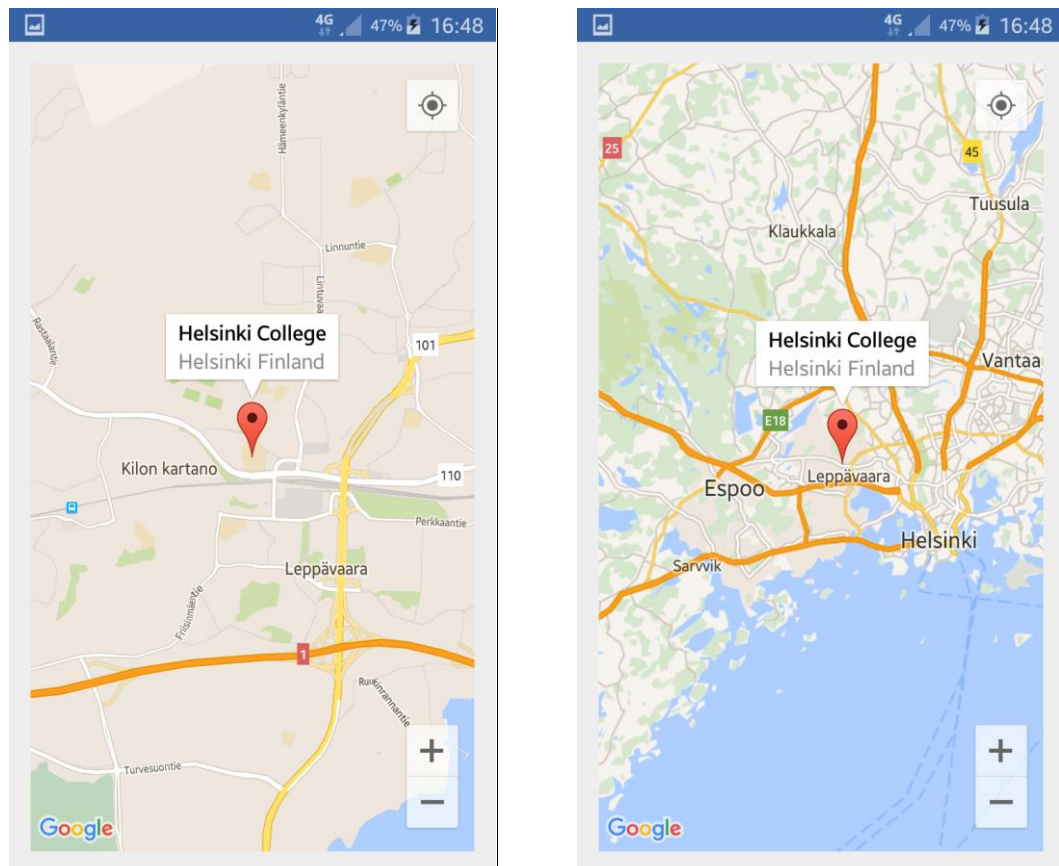 4G 47% 16:48
Hämeenkyläntie
Linnuntie
Lintuvaa
Rastaalantie
Helsinki College
Helsinki Finland
101
Kilon kartano
110
Perkkaantie
Leppävaara
Friisinmäentie
1
Ruukinrannantie
Turvesuontie
+
−
Google
4G 47% 16:48
25
45
Tuusula
Klaukkala
Helsinki College
Helsinki Finland
Vantaa
E18
Leppävaara
Espoo
Helsinki
Sarvvik
+
−
Google